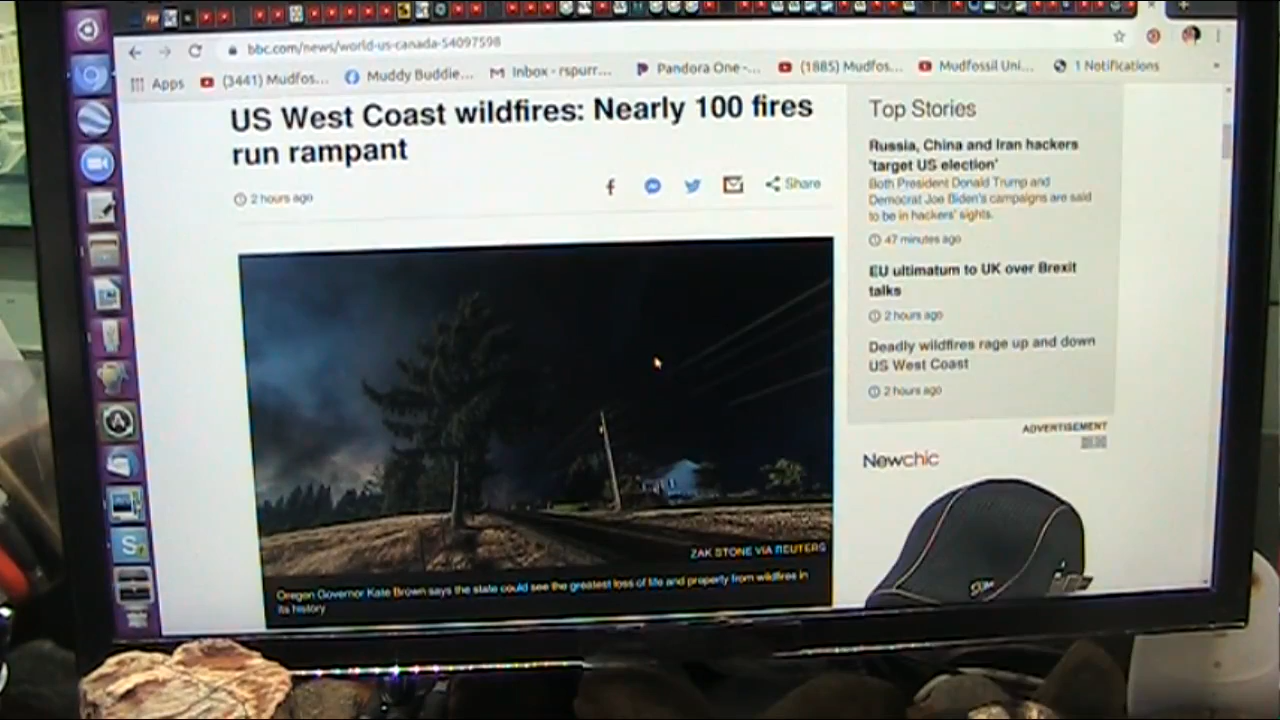 bbc.com/news/world-us-canada-54097598
Apps (3441) Mudfos... Muddy Buddie... Inbox - rspurr... Pandora One -... (1885) Mudfos... Mudfossil Uni... 1 Notifications
US West Coast wildfires: Nearly 100 fires
run rampant
2 hours ago
Share
ZAK STONE VIA REUTERS
Oregon Governor Kate Brown says the state could see the greatest loss of life and property from wildfires in
its history
Top Stories
Russia, China and Iran hackers
'target US election'
Both President Donald Trump and
Democrat Joe Biden's campaigns are said
to be in hackers' sights.
47 minutes ago
EU ultimatum to UK over Brexit
talks
2 hours ago
Deadly wildfires rage up and down
US West Coast
2 hours ago
ADVERTISEMENT
Newchic